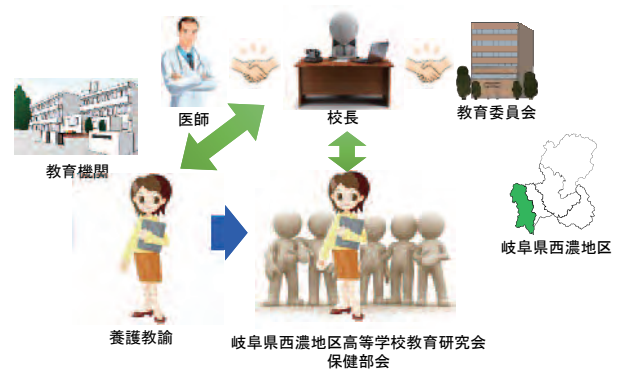 医師
校長
教育委員会
教育機関
岐阜県西濃地区
養護教諭
岐阜県西濃地区高等学校教育研究会
保健部会